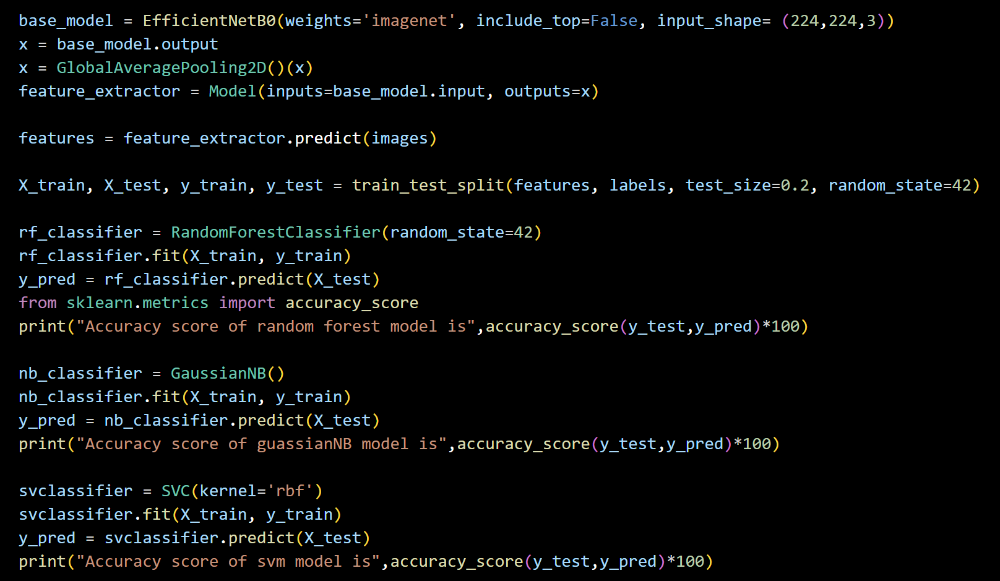 base_model = EfficientNetB0(weights='imagenet', include_top=False, input_shape= (224,224,3))
x = base_model.output
x = GlobalAveragePooling2D()(x)
feature_extractor = Model(inputs=base_model.input, outputs=x)
features = feature_extractor.predict(images)
X_train, X_test, y_train, y_test = train_test_split(features, labels, test_size=0.2, random_state=42)
rf_classifier = RandomForestClassifier(random_state=42)
rf_classifier.fit(X_train, y_train)
y_pred = rf_classifier.predict(X_test)
from sklearn.metrics import accuracy_score
print("Accuracy score of random forest model is",accuracy_score(y_test,y_pred)*100)
nb_classifier = GaussianNB()
nb_classifier.fit(X_train, y_train)
y_pred = nb_classifier.predict(X_test)
print("Accuracy score of guassianNB model is",accuracy_score(y_test,y_pred)*100)
svclassifier = SVC(kernel='rbf')
svclassifier.fit(X_train, y_train)
y_pred = svclassifier.predict(X_test)
print("Accuracy score of svm model is",accuracy_score(y_test,y_pred)*100)